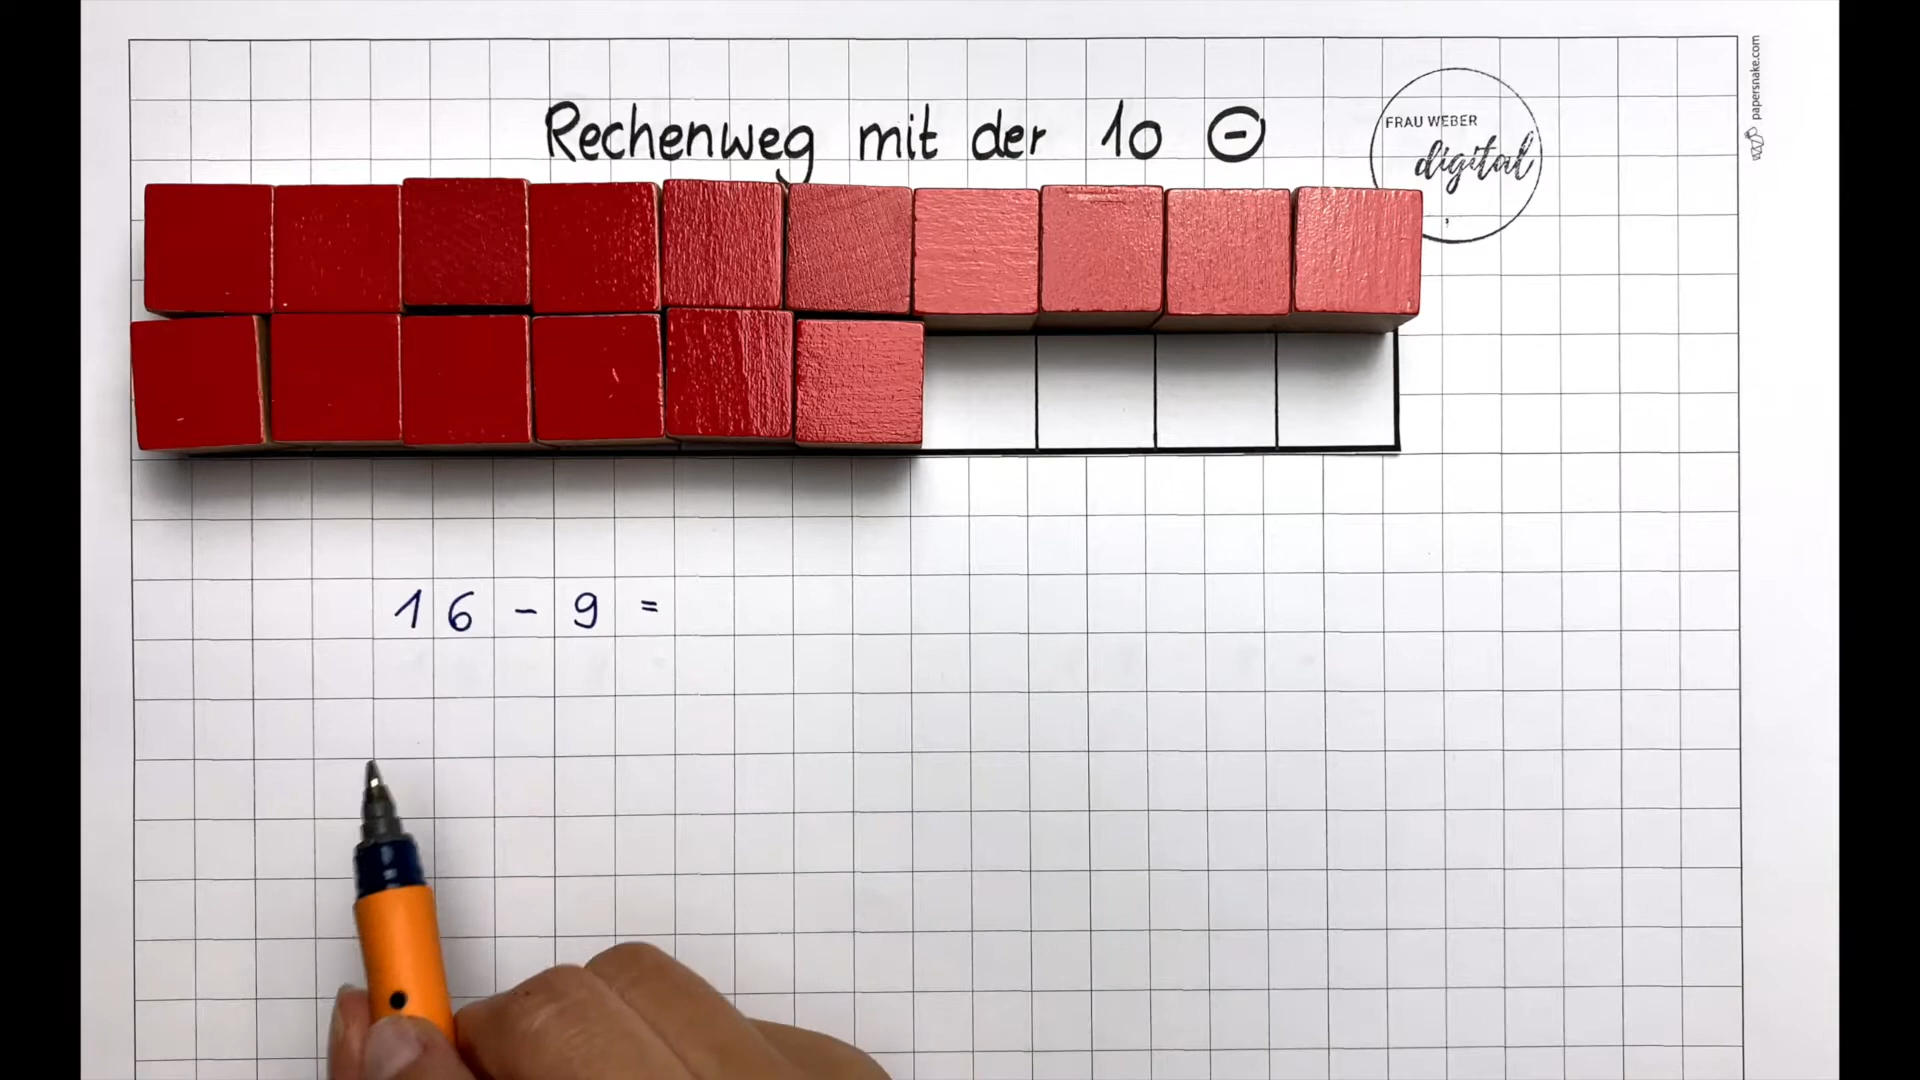 Rechenweg mit der 10 ⊖
FRAU WEBER
digital
papersnake.com
16 - 9 =